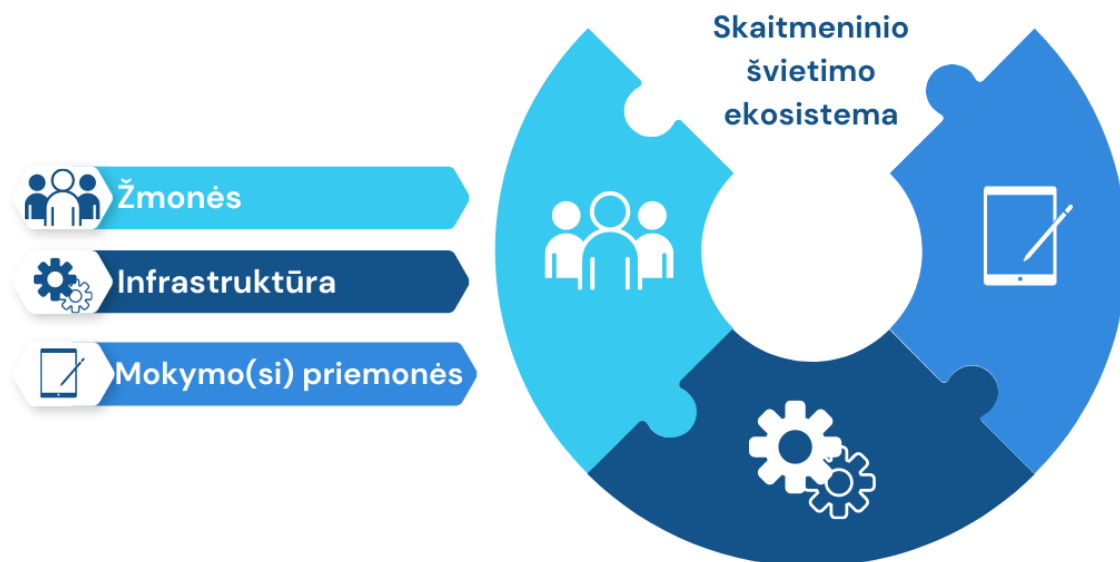 Skaitmeninio
švietimo
ekosistema
Žmonės
Infrastruktūra
Mokymo(si) priemonės